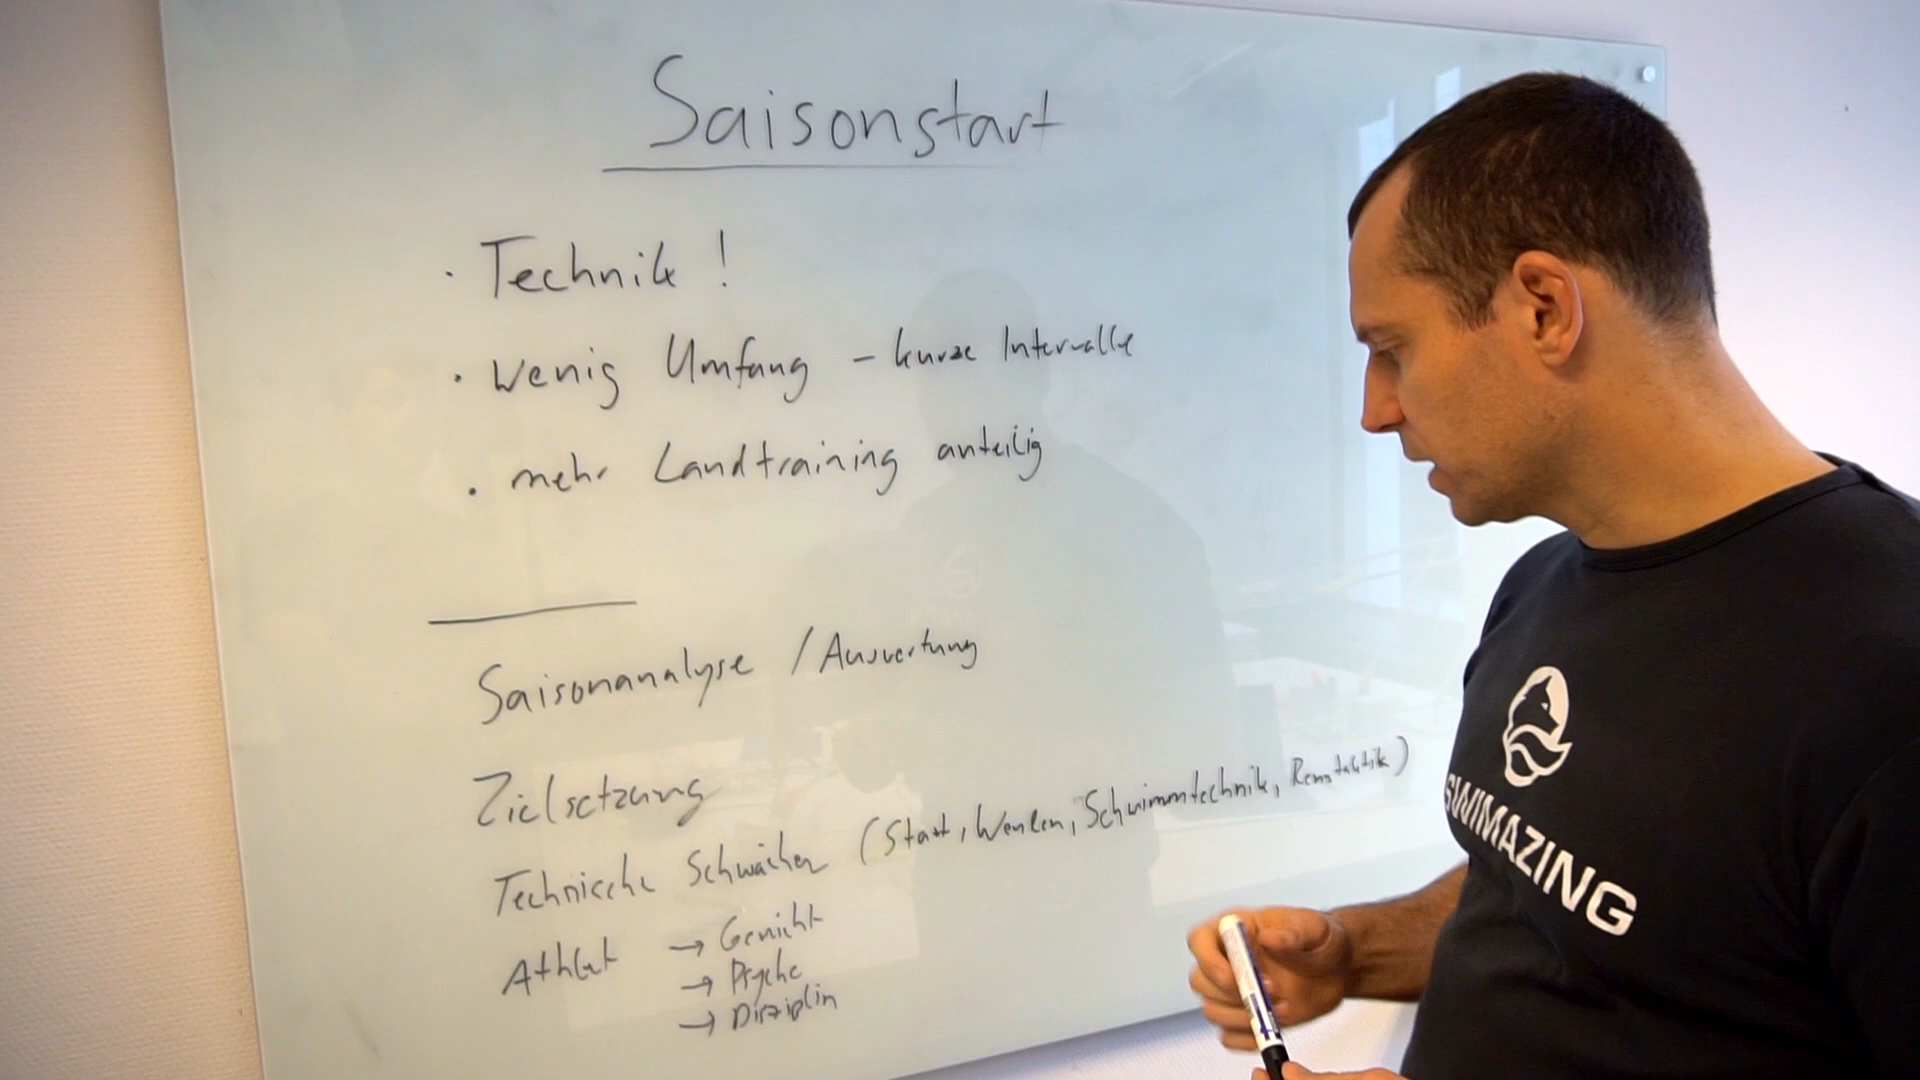 Saisonstart
· Technik !
· Wenig Umfang - kurze Intervalle
· mehr Landtraining anteilig
Saisonanalyse / Auswertung
Zielsetzung
Technische Schwächen (Start, Wenden, Schwimmtechnik, Renntaktik)
Athlet → Gewicht
→ Psyche
→ Disziplin
SWIMAZING